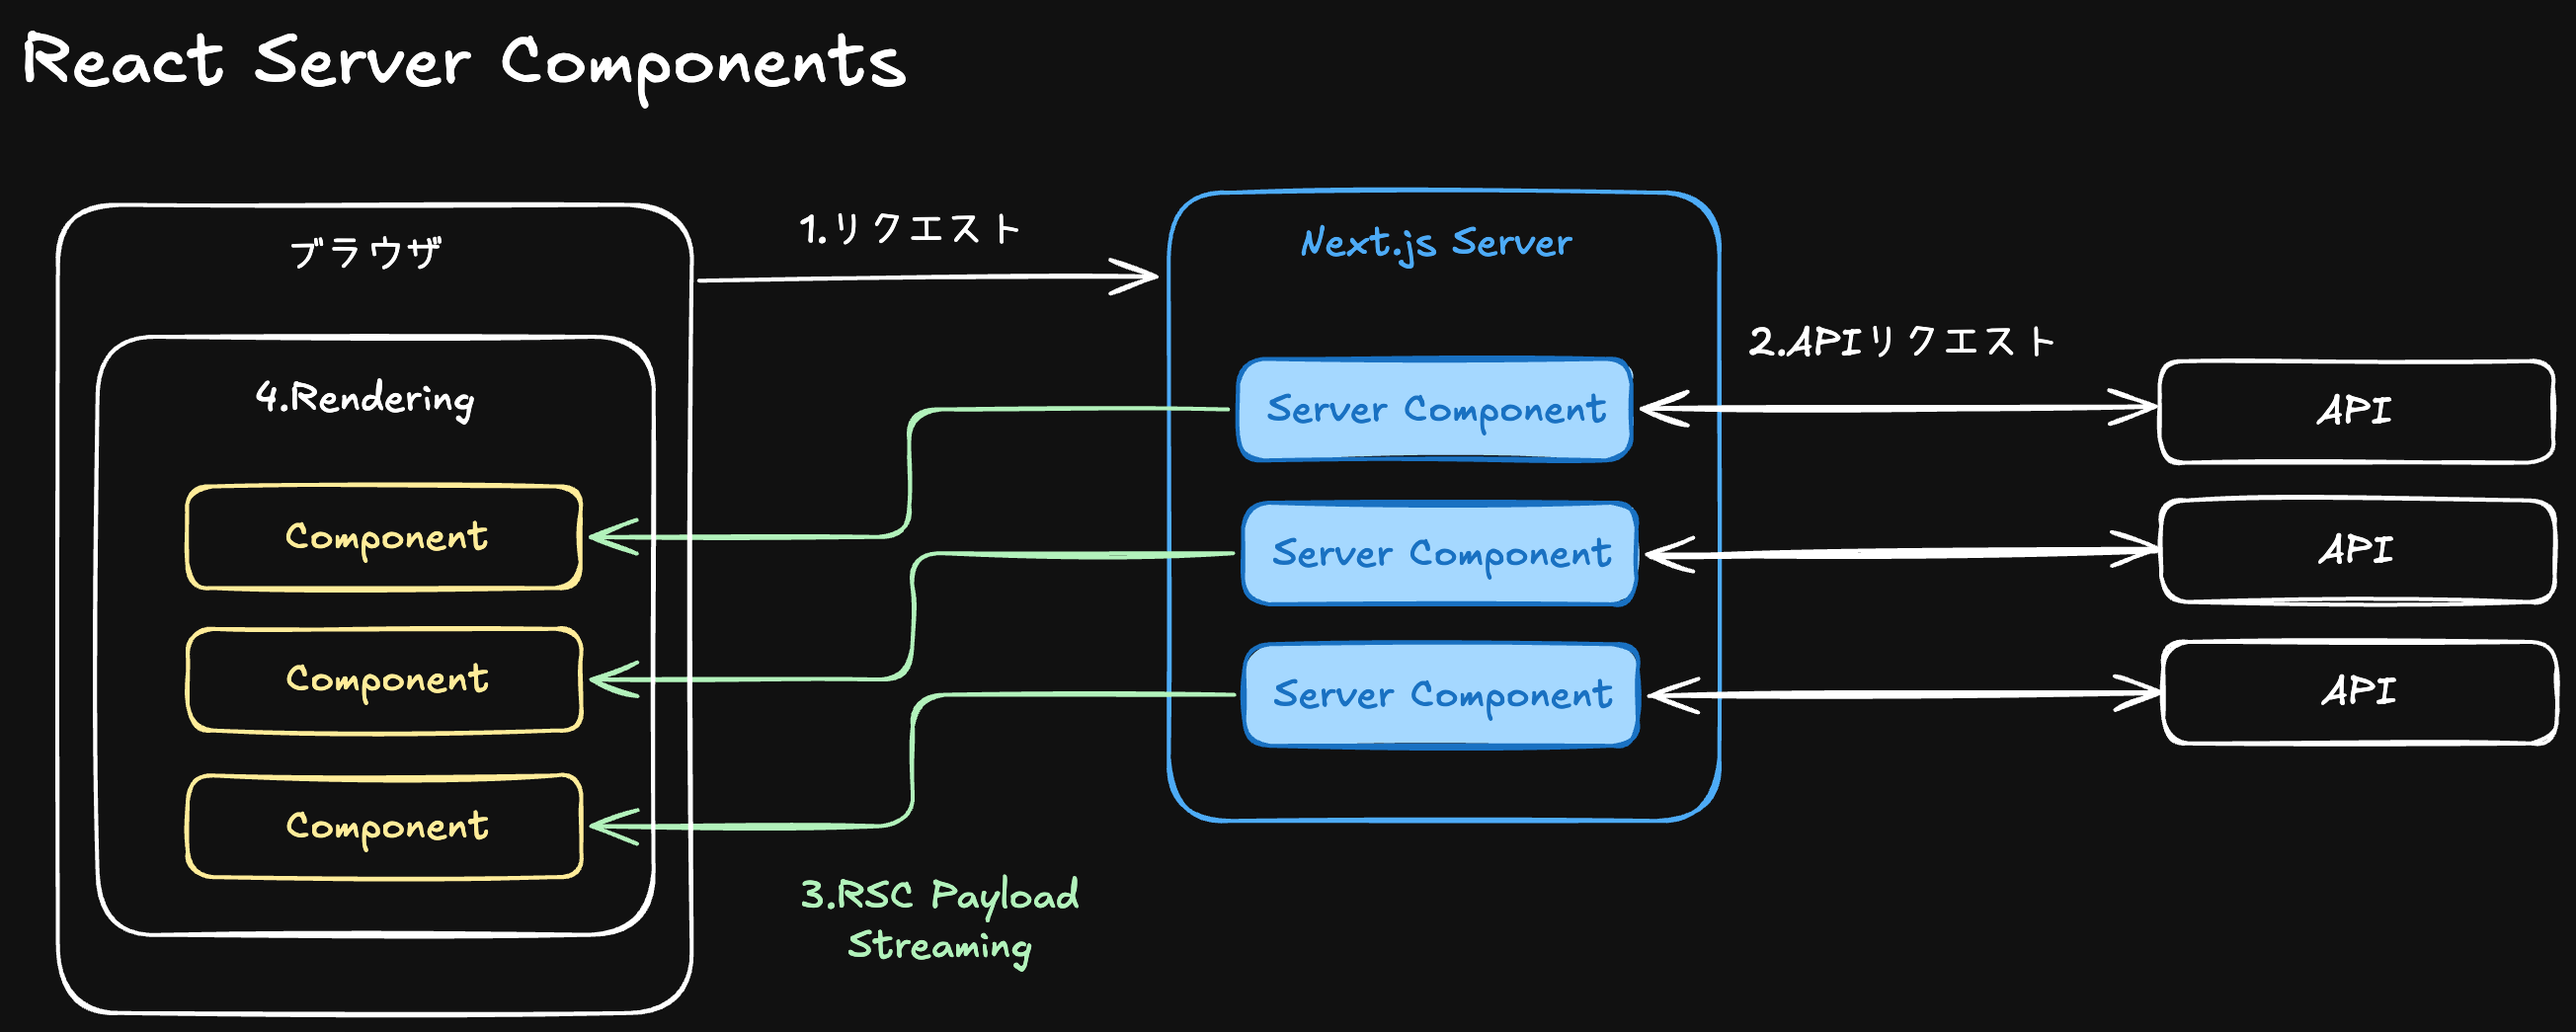 React Server Components
ブラウザ
1.リクエスト
Next.js Server
2.APIリクエスト
4.Rendering
Server Component
API
Component
Server Component
API
Component
Server Component
API
Component
3.RSC Payload
Streaming